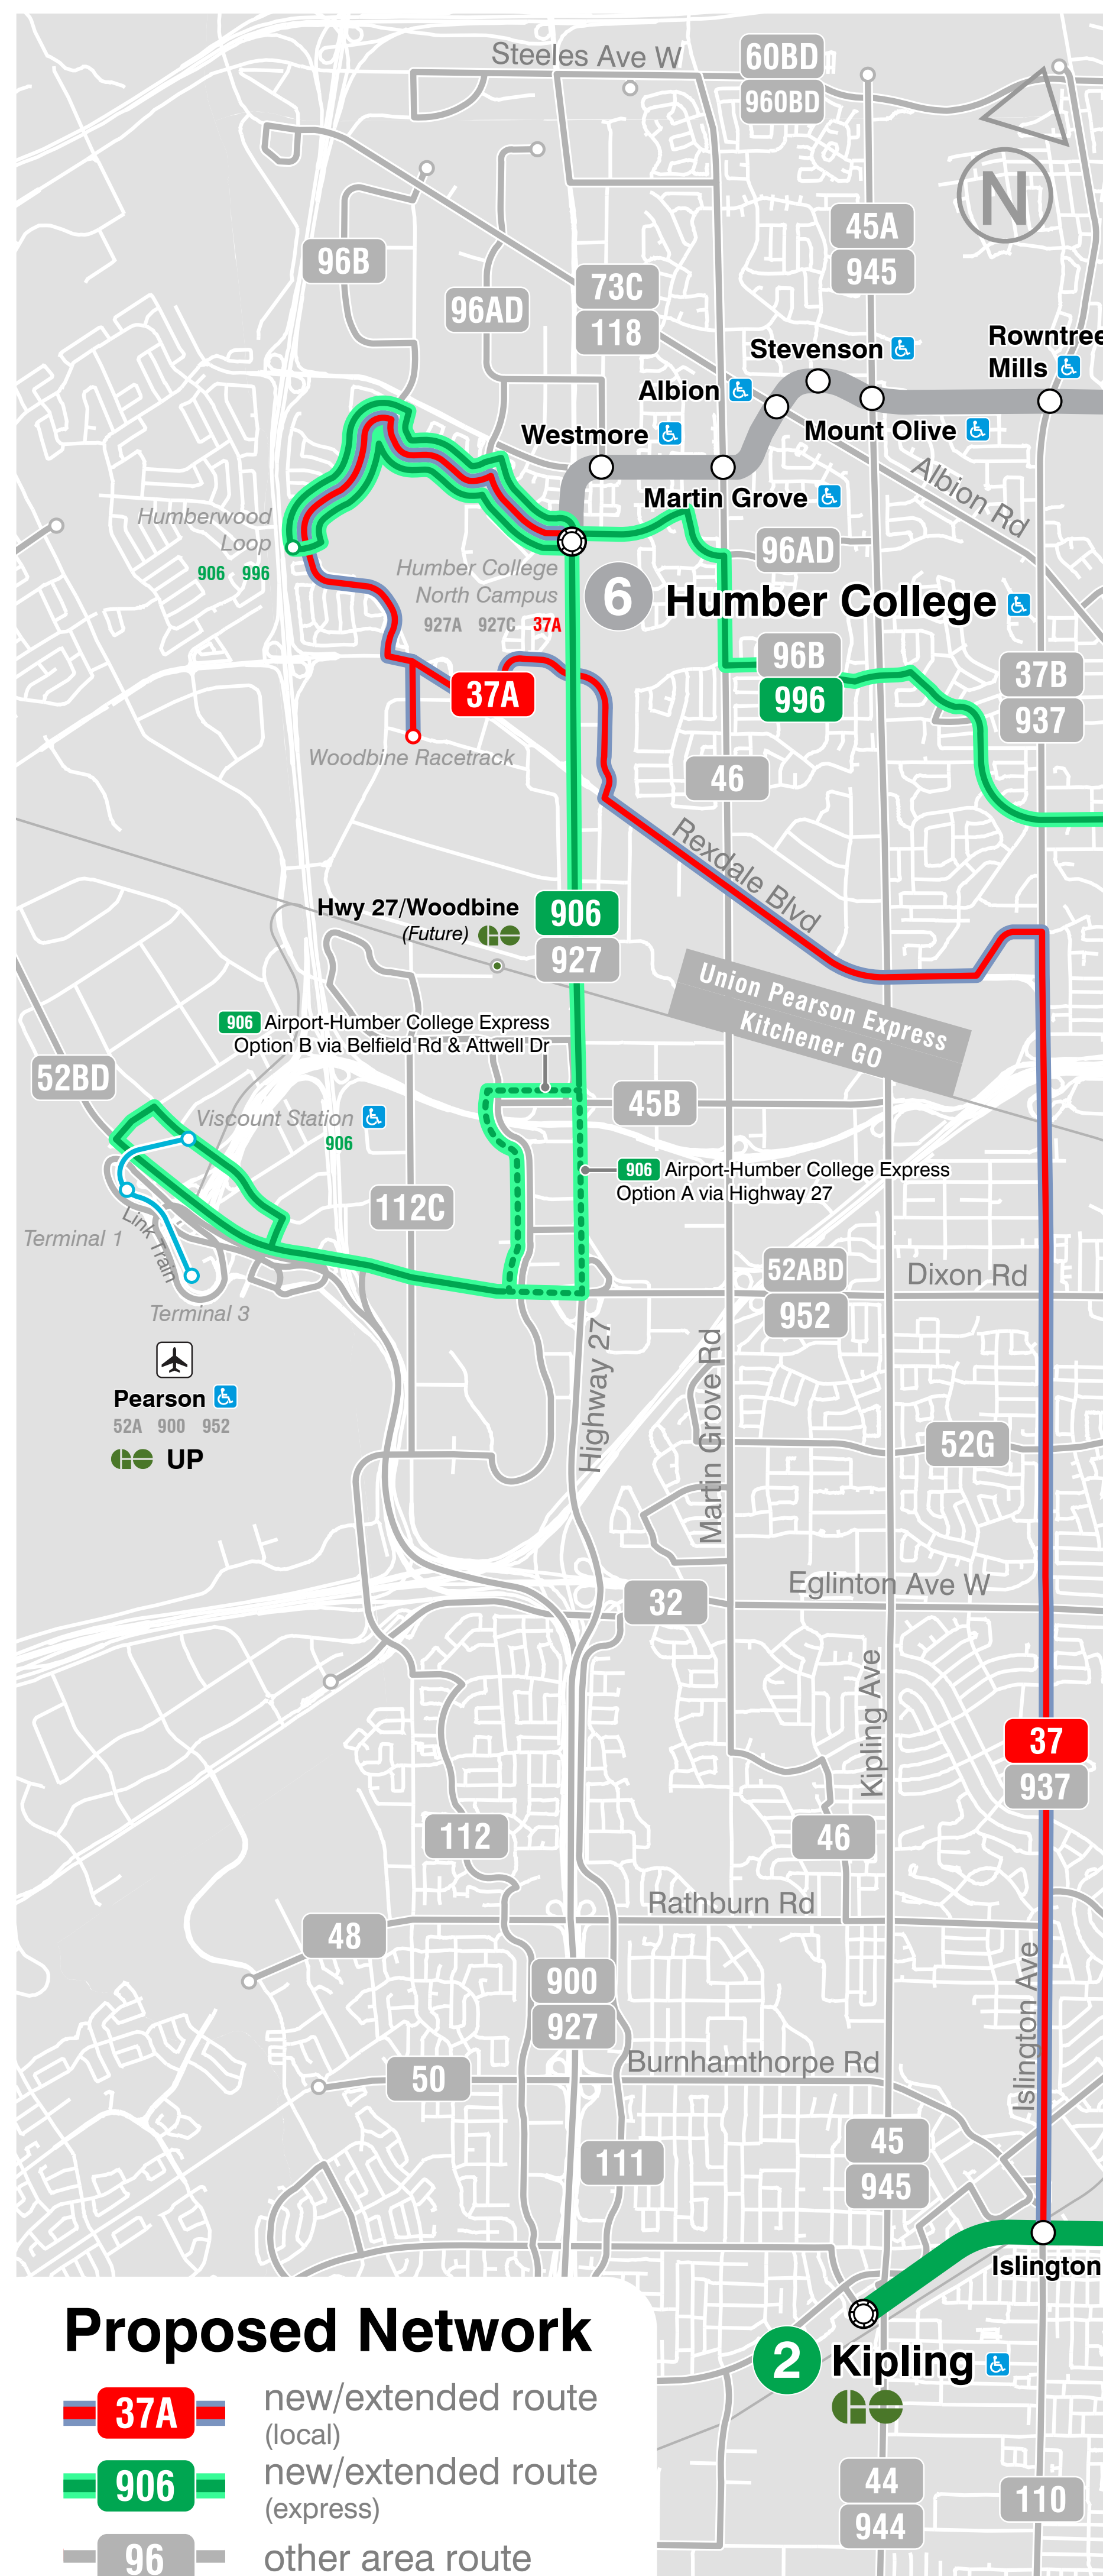 Steeles Ave W
60BD
960BD
N
45A
945
96B
96AD
73C
118
Rowntree
Mills
Stevenson
Albion
Mount Olive
Westmore
Martin Grove
Albion Rd
Humberwood
Loop
906 996
Humber College
North Campus
927A 927C 37A
6
Humber College
96AD
96B
996
37B
937
37A
Woodbine Racetrack
46
Rexdale Blvd
Hwy 27/Woodbine
(Future)
906
927
Union Pearson Express
Kitchener GO
906 Airport-Humber College Express
Option B via Belfield Rd & Attwell Dr
52BD
45B
Viscount Station
906
906 Airport-Humber College Express
Option A via Highway 27
112C
Terminal 1
Link Train
Terminal 3
52ABD
952
Dixon Rd
Pearson
52A 900 952
UP
Highway 27
Martin Grove Rd
52G
Eglinton Ave W
32
Kipling Ave
37
937
112
46
Rathburn Rd
48
Islington Ave
900
927
Burnhamthorpe Rd
50
45
945
111
Islington
2
Kipling
44
944
110
Proposed Network
37A
new/extended route
(local)
906
new/extended route
(express)
96
other area route